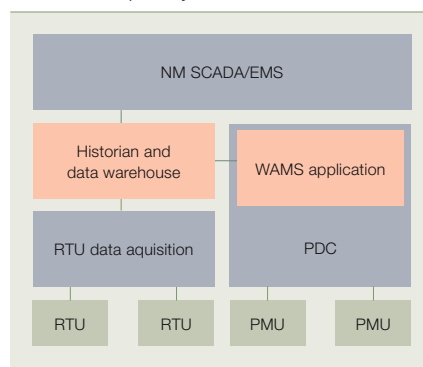 NM SCADA/EMS
Historian and
data warehouse
WAMS application
RTU data aquisition
PDC
RTU
RTU
PMU
PMU